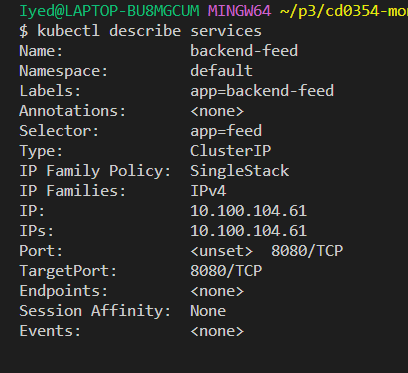 Iyed@LAPTOP-BU8MGCUM MINGW64 ~/p3/cd0354-mo
$ kubectl describe services
Name: backend-feed
Namespace: default
Labels: app=backend-feed
Annotations: <none>
Selector: app=feed
Type: ClusterIP
IP Family Policy: SingleStack
IP Families: IPv4
IP: 10.100.104.61
IPs: 10.100.104.61
Port: <unset> 8080/TCP
TargetPort: 8080/TCP
Endpoints: <none>
Session Affinity: None
Events: <none>